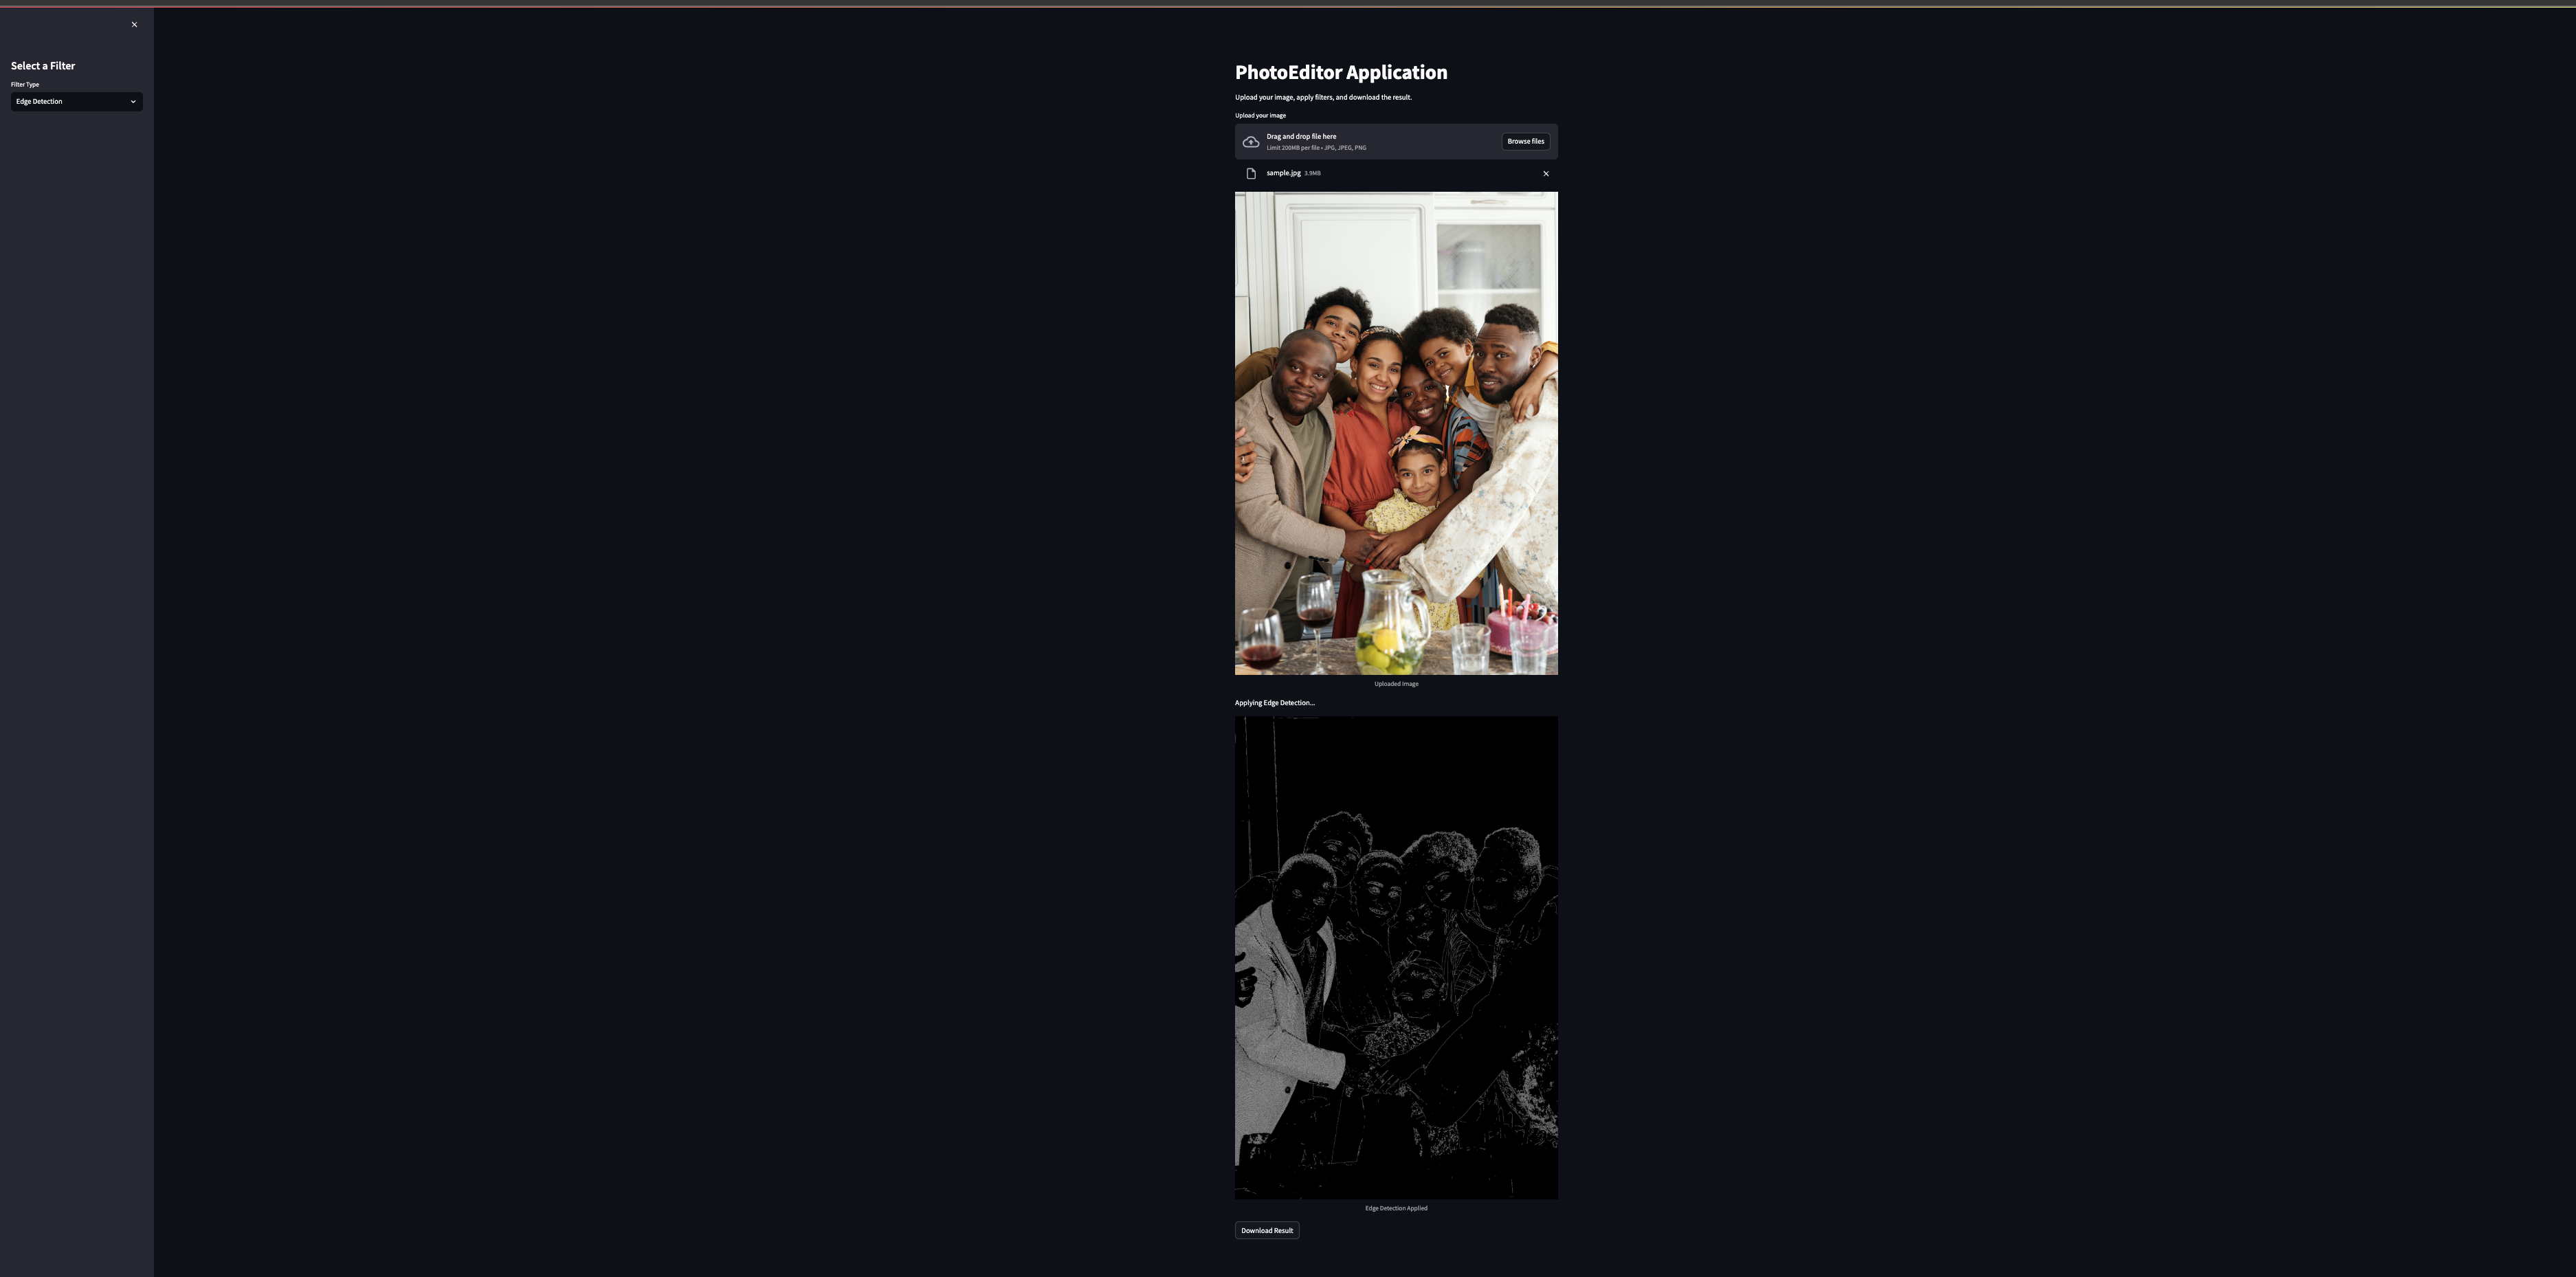 Select a Filter
Filter Type
Edge Detection
PhotoEditor Application
Upload your image, apply filters, and download the result.
Upload your image
Drag and drop file here
Limit 200MB per file • JPG, JPEG, PNG
Browse files
sample.jpg 3.9MB
Uploaded Image
Applying Edge Detection...
Edge Detection Applied
Download Result